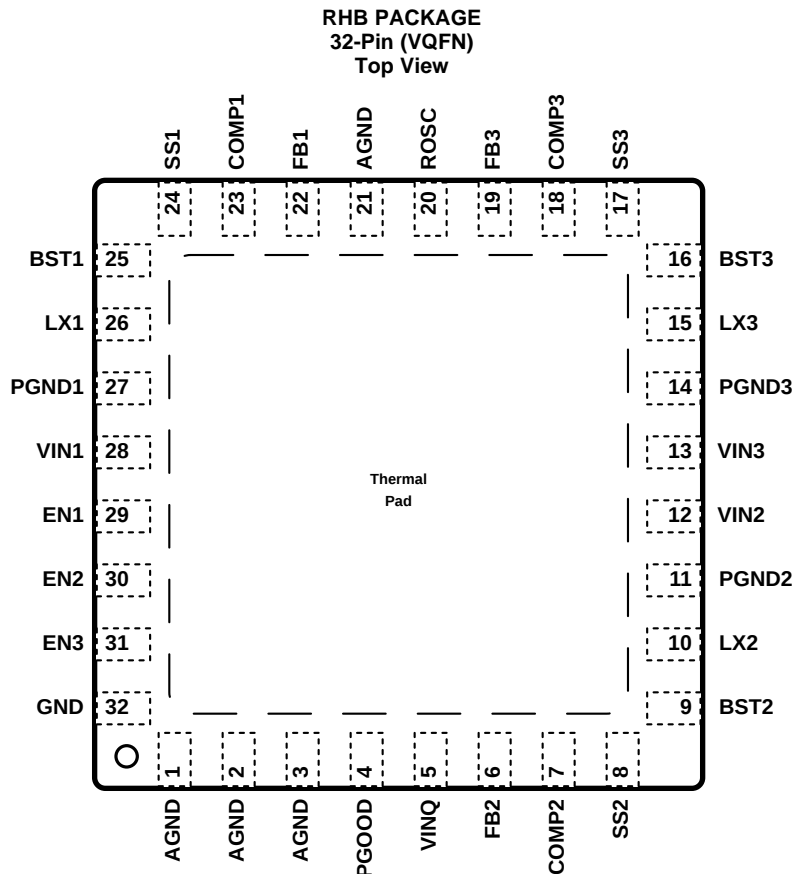 RHB PACKAGE
32-Pin (VQFN)
Top View
SS1
COMP1
FB1
AGND
ROSC
FB3
COMP3
SS3
24
23
22
21
20
19
18
17
BST1 25
LX1 26
PGND1 27
VIN1 28
EN1 29
EN2 30
EN3 31
GND 32
Thermal
Pad
16 BST3
15 LX3
14 PGND3
13 VIN3
12 VIN2
11 PGND2
10 LX2
9 BST2
1
2
3
4
5
6
7
8
AGND
AGND
AGND
PGOOD
VINQ
FB2
COMP2
SS2